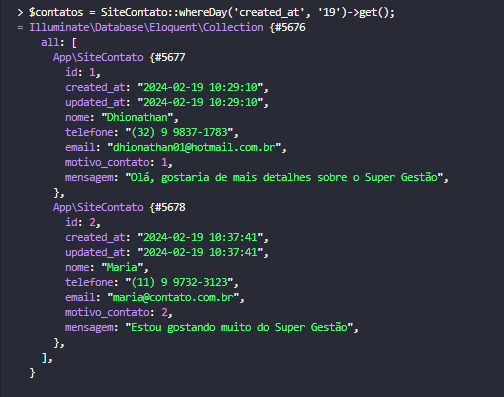 > $contatos = SiteContato::whereDay('created_at', '19')->get();
= Illuminate\Database\Eloquent\Collection {#5676
all: [
App\SiteContato {#5677
id: 1,
created_at: "2024-02-19 10:29:10",
updated_at: "2024-02-19 10:29:10",
nome: "Dhionathan",
telefone: "(32) 9 9837-1783",
email: "dhionathan01@hotmail.com.br",
motivo_contato: 1,
mensagem: "Olá, gostaria de mais detalhes sobre o Super Gestão",
},
App\SiteContato {#5678
id: 2,
created_at: "2024-02-19 10:37:41",
updated_at: "2024-02-19 10:37:41",
nome: "Maria",
telefone: "(11) 9 9732-3123",
email: "maria@contato.com.br",
motivo_contato: 2,
mensagem: "Estou gostando muito do Super Gestão",
},
],
}